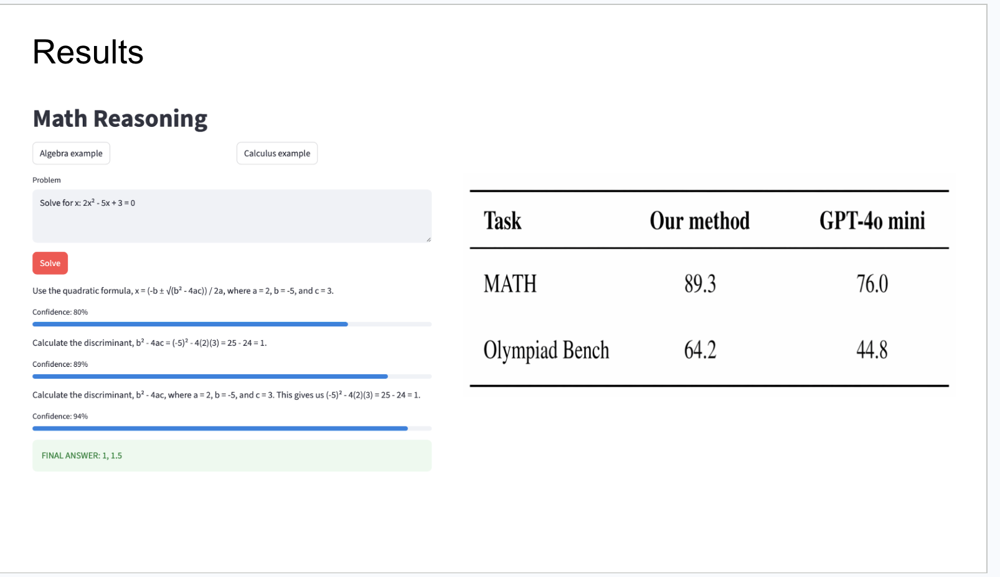 Results
Math Reasoning
Algebra example
Calculus example
Problem
Solve for x: 2x² - 5x + 3 = 0
Solve
Use the quadratic formula, x = (-b ± √(b² - 4ac)) / 2a, where a = 2, b = -5, and c = 3.
Confidence: 80%
Calculate the discriminant, b² - 4ac = (-5)² - 4(2)(3) = 25 - 24 = 1.
Confidence: 89%
Calculate the discriminant, b² - 4ac, where a = 2, b = -5, and c = 3. This gives us (-5)² - 4(2)(3) = 25 - 24 = 1.
Confidence: 94%
FINAL ANSWER: 1, 1.5
Task Our method GPT-4o mini
MATH 89.3 76.0
Olympiad Bench 64.2 44.8